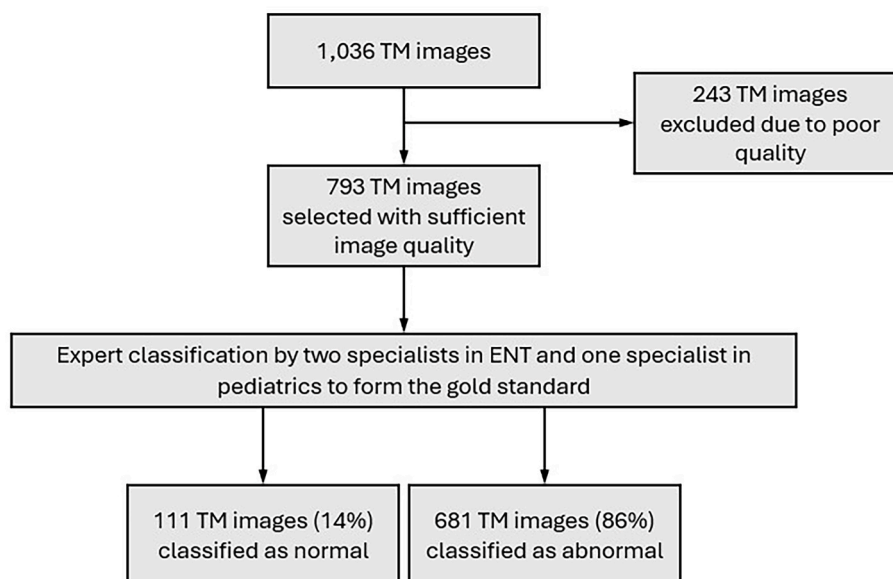 1,036 TM images
243 TM images
excluded due to poor
quality
793 TM images
selected with sufficient
image quality
Expert classification by two specialists in ENT and one specialist in
pediatrics to form the gold standard
111 TM images (14%)
classified as normal
681 TM images (86%)
classified as abnormal